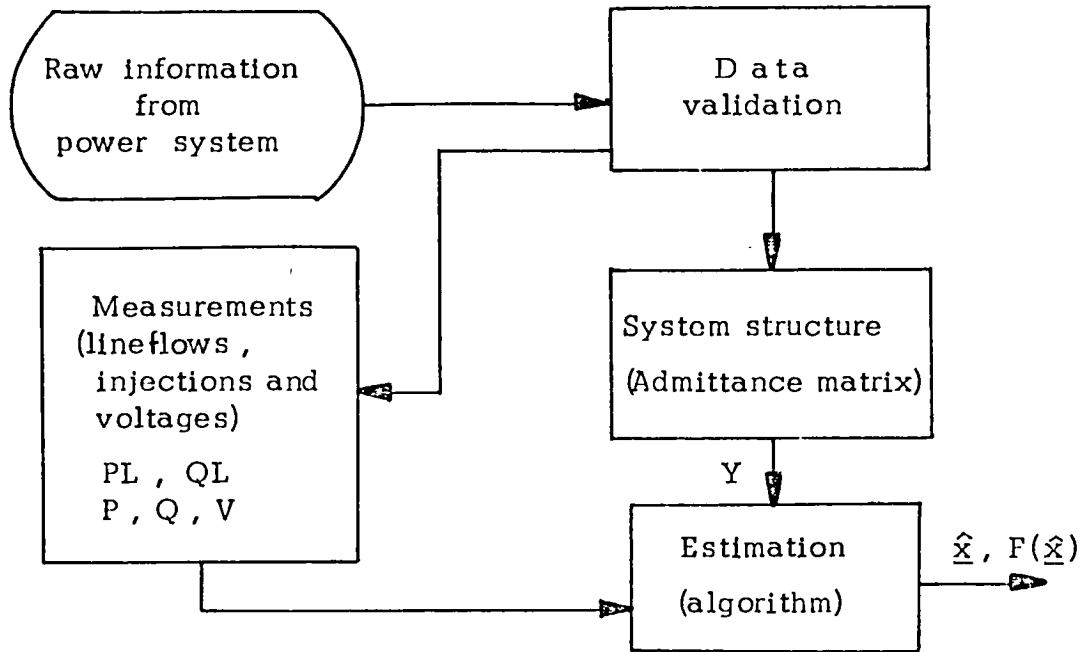 Raw information
from
power system
Data
validation
Measurements
(lineflows,
injections and
voltages)
PL, QL
P, Q, V
System structure
(Admittance matrix)
Y
Estimation
(algorithm)
x̲̂, F(x̲̂)